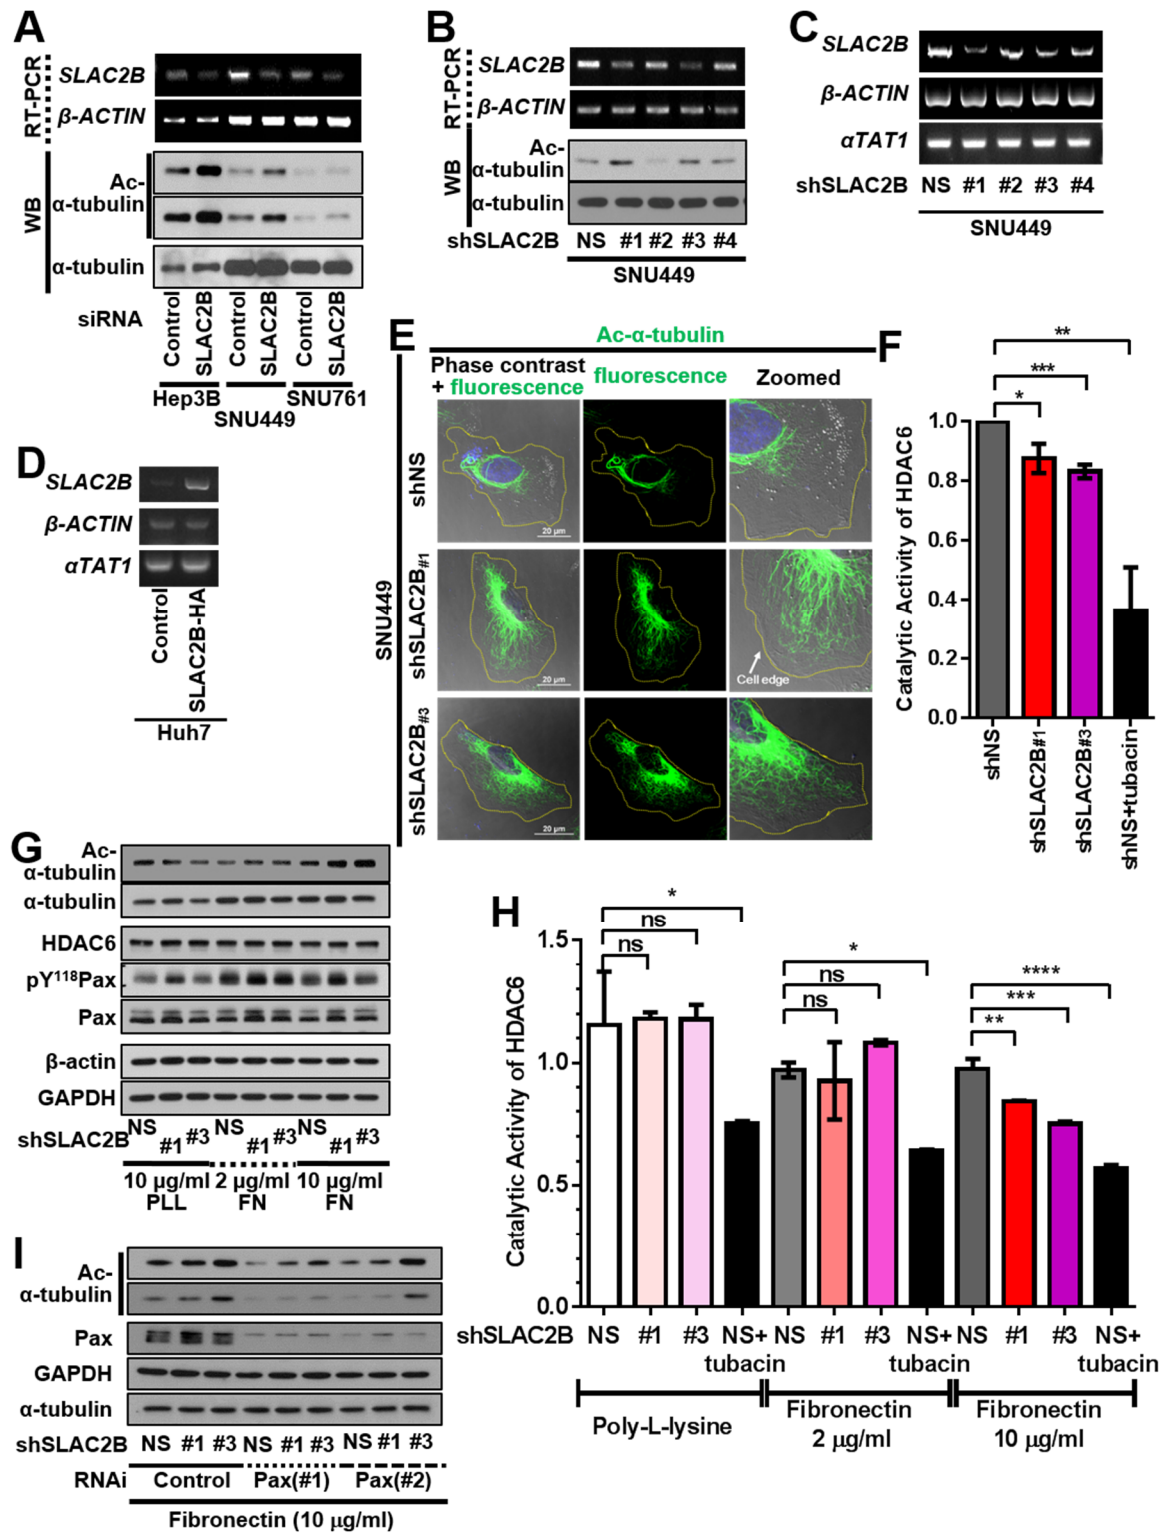 A
RT-PCR
SLAC2B
β-ACTIN
WB
Ac-
α-tubulin
α-tubulin
siRNA
Control
SLAC2B
Control
SLAC2B
Control
SLAC2B
Hep3B
SNU449
SNU761
B
RT-PCR
SLAC2B
β-ACTIN
WB
Ac-
α-tubulin
α-tubulin
shSLAC2B NS #1 #2 #3 #4
SNU449
C
SLAC2B
β-ACTIN
αTAT1
shSLAC2B NS #1 #2 #3 #4
SNU449
D
SLAC2B
β-ACTIN
αTAT1
Control
SLAC2B-HA
Huh7
E
Ac-α-tubulin
Phase contrast
+ fluorescence
fluorescence
Zoomed
SNU449
shNS
20 μm
shSLAC2B#1
20 μm
Cell edge
shSLAC2B#3
20 μm
F
**
***
*
Catalytic Activity of HDAC6
1.0
0.8
0.6
0.4
0.2
0.0
shNS
shSLAC2B#1
shSLAC2B#3
shNS+tubacin
G
Ac-
α-tubulin
α-tubulin
HDAC6
pY118Pax
Pax
β-actin
GAPDH
shSLAC2B NS #1 #3 NS #1 #3 NS #1 #3
10 μg/ml 2 μg/ml 10 μg/ml
PLL FN FN
H
Catalytic Activity of HDAC6
1.5
1.0
0.5
0.0
*
ns
ns
*
ns
ns
****
***
**
shSLAC2B NS #1 #3 NS+ NS #1 #3 NS+ NS #1 #3 NS+
tubacin tubacin tubacin
Poly-L-lysine
Fibronectin
2 μg/ml
Fibronectin
10 μg/ml
I
Ac-
α-tubulin
Pax
GAPDH
α-tubulin
shSLAC2B NS #1 #3 NS #1 #3 NS #1 #3
RNAi Control Pax(#1) Pax(#2)
Fibronectin (10 μg/ml)